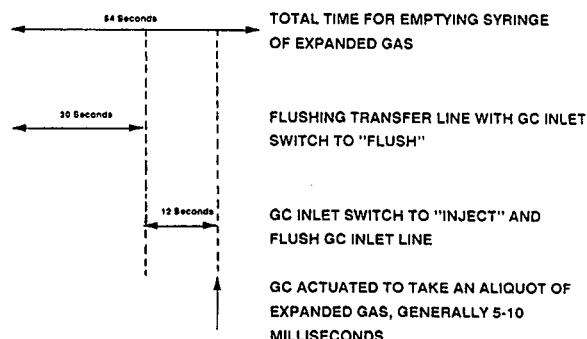 54 Seconds
TOTAL TIME FOR EMPTYING SYRINGE
OF EXPANDED GAS
30 Seconds
FLUSHING TRANSFER LINE WITH GC INLET
SWITCH TO "FLUSH"
12 Seconds
GC INLET SWITCH TO "INJECT" AND
FLUSH GC INLET LINE
GC ACTUATED TO TAKE AN ALIQUOT OF
EXPANDED GAS, GENERALLY 5-10
MILLISECONDS